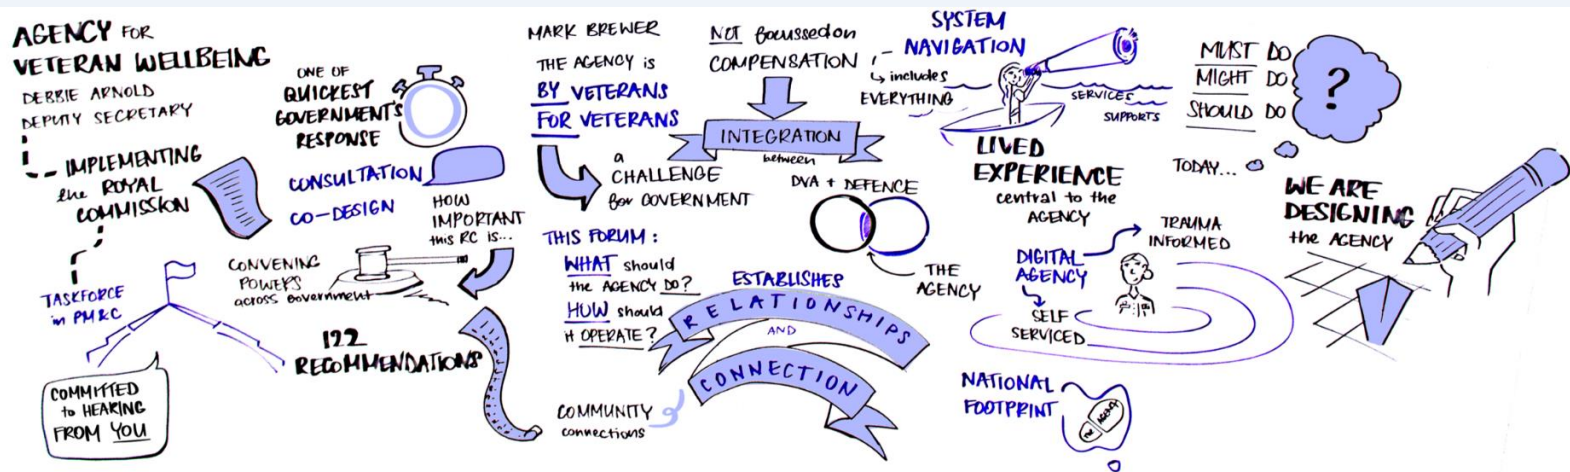 AGENCY FOR
VETERAN WELLBEING
DEBBIE ARNOLD
DEPUTY SECRETARY
IMPLEMENTING
the ROYAL
COMMISSION
TASKFORCE
in PM&C
COMMITTED
to HEARING
FROM YOU
ONE OF
QUICKEST
GOVERNMENT'S
RESPONSE
CONSULTATION
CO-DESIGN
HOW
IMPORTANT
this RC is...
CONVENING
POWERS
across Government
122
RECOMMENDATIONS
MARK BREWER
THE AGENCY is
BY VETERANS
FOR VETERANS
a
CHALLENGE
for GOVERNMENT
THIS FORUM:
WHAT should
the AGENCY DO?
HOW should
it OPERATE?
NOT focussed on
COMPENSATION
INTEGRATION
between
DVA + DEFENCE
THE
AGENCY
ESTABLISHES
RELATIONSHIPS
AND
CONNECTION
COMMUNITY
connections
SYSTEM
NAVIGATION
includes
EVERYTHING
SERVICES
SUPPORTS
LIVED
EXPERIENCE
central to the
AGENCY
DIGITAL
AGENCY
TRAUMA
INFORMED
SELF
SERVICED
NATIONAL
FOOTPRINT
THE AGENCY
MUST DO
MIGHT DO
SHOULD DO
?
TODAY...
WE ARE
DESIGNING
the AGENCY